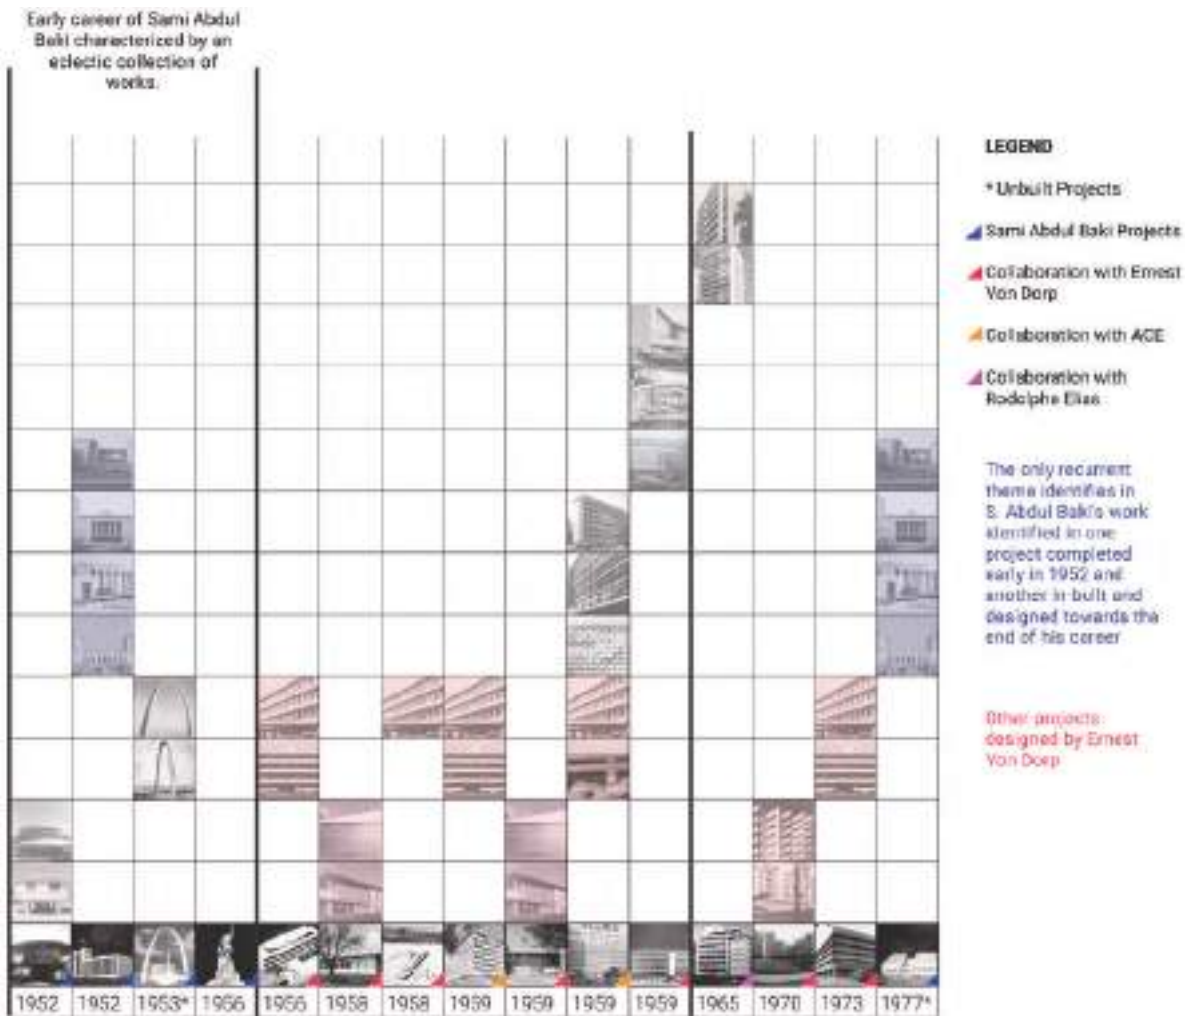 Early career of Sami Abdul
Baki characterized by an
eclectic collection of
works.
LEGEND
* Unbuilt Projects
Sami Abdul Baki Projects
Collaboration with Ernest
Von Dorp
Collaboration with ACE
Collaboration with
Rodolphe Elias
The only recurrent
theme identifies in
S. Abdul Baki's work
identified in one
project completed
early in 1952 and
another in-built and
designed towards the
end of his career
Other projects
designed by Ernest
Von Dorp
1952 1952 1953* 1956 1955 1958 1958 1959 1959 1959 1959 1965 1970 1973 1977*